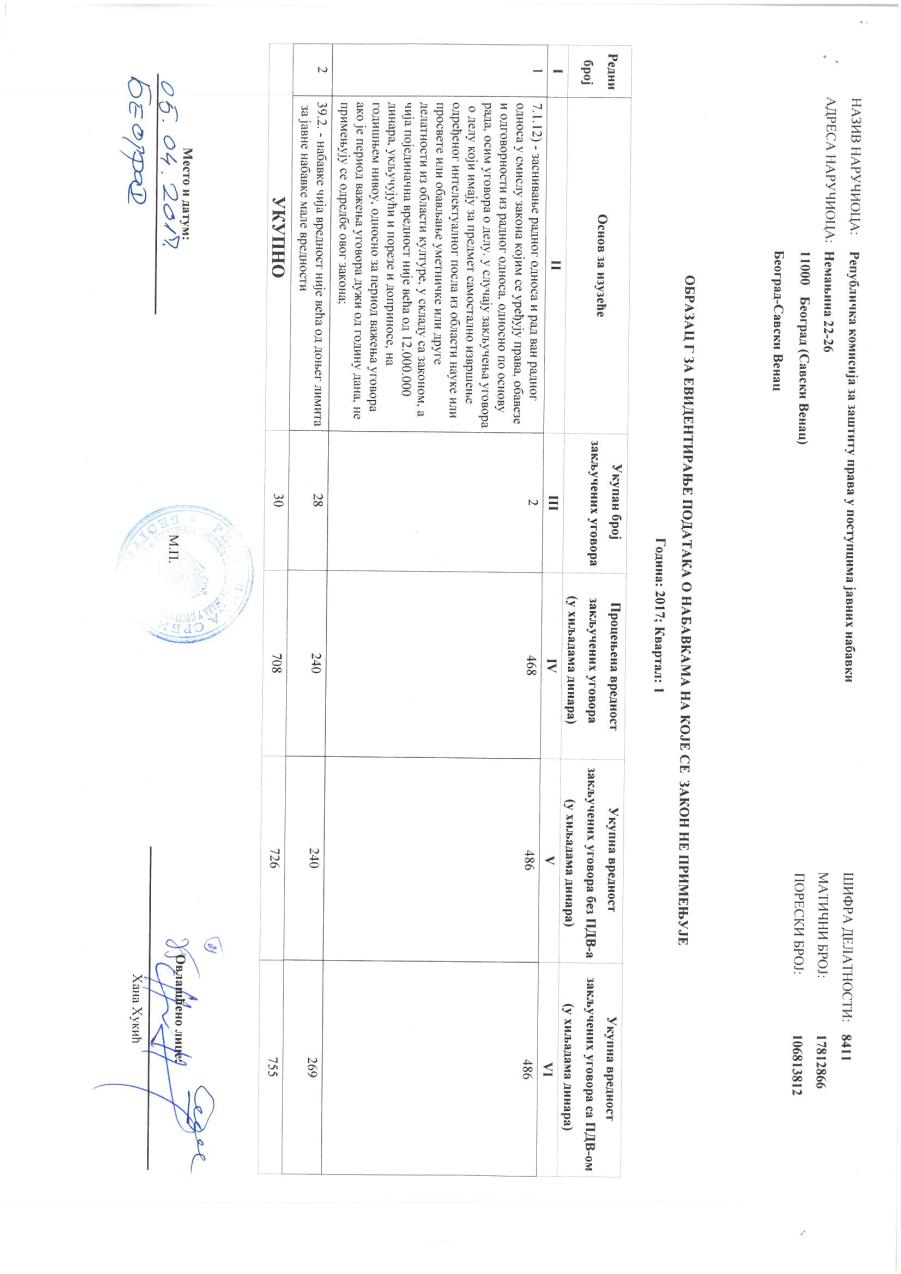 НАЗИВ НАРУЧИОЦА: Републичка комисија за заштиту права у поступцима јавних набавки
АДРЕСА НАРУЧИОЦА: Немањина 22-26
11000 Београд (Савски Венац)
Београд-Савски Венац
ШИФРА ДЕЛАТНОСТИ: 8411
МАТИЧНИ БРОЈ: 17812866
ПОРЕСКИ БРОЈ: 106813812
ОБРАЗАЦ Г ЗА ЕВИДЕНТИРАЊЕ ПОДАТАКА О НАБАВКАМА НА КОЈЕ СЕ ЗАКОН НЕ ПРИМЕЊУЈЕ
Година: 2017; Квартал: 1
Редни
број
Основ за изузеће
Укупан број
закључених уговора
Процењена вредност
закључених уговора
(у хиљадама динара)
Укупна вредност
закључених уговора без ПДВ-а
(у хиљадама динара)
Укупна вредност
закључених уговора са ПДВ-ом
(у хиљадама динара)
I II III IV V VI
1
7.1.12) - заснивање радног односа и рад ван радног
односа у смислу закона којим се уређују права, обавезе
и одговорности из радног односа, односно по основу
рада, осим уговора о делу. у случају закључења уговора
о делу који имају за предмет самостално извршење
одређеног интелектуалног посла из области науке или
просвете или обављање уметничке или друге
делатности из области културе, у складу са законом, а
чија појединачна вредност није већа од 12.000.000
динара, укључујући и порезе и доприносе, на
годишњем нивоу, односно за период важења уговора
ако је период важења уговора дужи од годину дана, не
примењују се одредбе овог закона;
2 468 486 486
2
39.2. - набавке чија вредност није већа од доњег лимита
за јавне набавке мале вредности
28 240 240 269
УКУПНО 30 708 726 755
Место и датум:
05. 04. 2017,
БЕОГРАД
М.П.
Овлашћено лице:
Хана Хукић